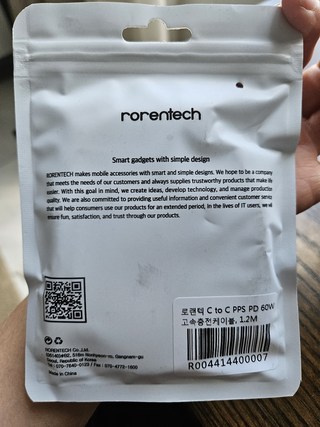 rorentech
Smart gadgets with simple design
RORENTECH makes mobile accessories with smart and simple designs. We hope to be a company
that meets the needs of our customers and always supplies trustworthy products that make life
easier. With this goal in mind, we create ideas, develop technology, and manage production
quality. We are also committed to providing useful information and convenient customer service
that will help consumers use our products for an extended period, in the lives of IT users, we will
ensure fun, satisfaction, and trust through our products.
로랜텍 C to C PPS PD 60W
고속충전케이블, 1.2M
R004414400007
RORENTECH Co.,Ltd.
Seoul, Republic of Korea
Made in China